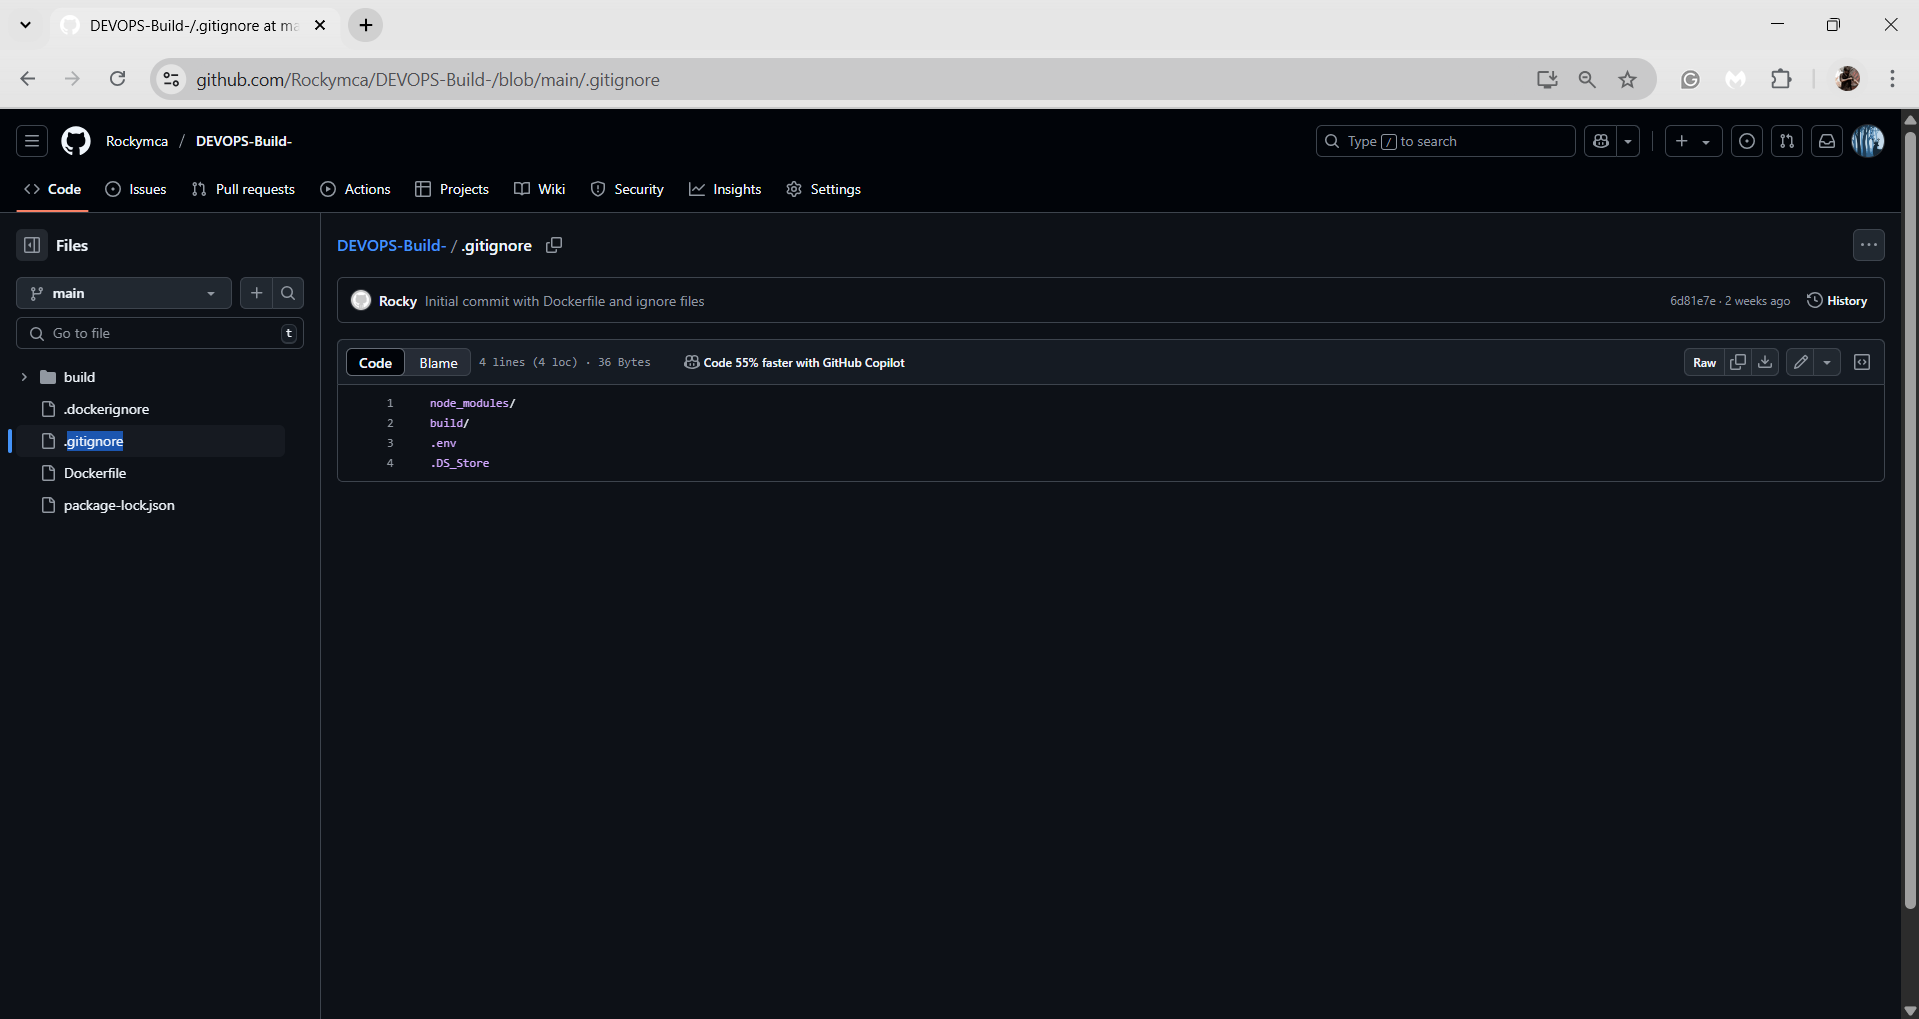 DEVOPS-Build-/.gitignore at ma
github.com/Rockymca/DEVOPS-Build-/blob/main/.gitignore
Rockymca / DEVOPS-Build-
Type / to search
Code
Issues
Pull requests
Actions
Projects
Wiki
Security
Insights
Settings
Files
main
Go to file
t
build
.dockerignore
.gitignore
Dockerfile
package-lock.json
DEVOPS-Build- / .gitignore
Rocky Initial commit with Dockerfile and ignore files
6d81e7e · 2 weeks ago
History
Code
Blame
4 lines (4 loc) · 36 Bytes
Code 55% faster with GitHub Copilot
Raw
1 node_modules/
2 build/
3 .env
4 .DS_Store